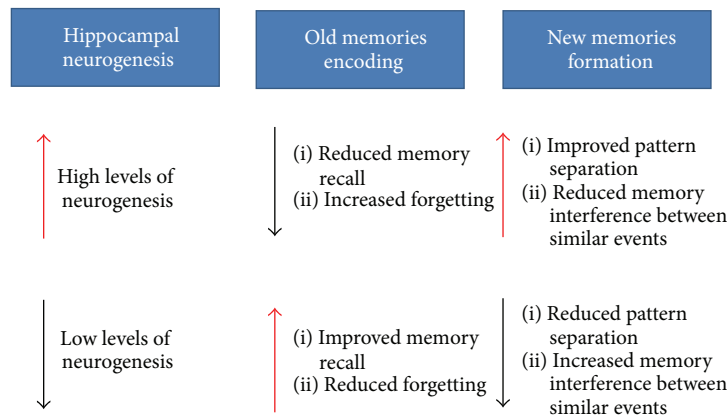 Hippocampal
neurogenesis
Old memories
encoding
New memories
formation
High levels of
neurogenesis
(i) Reduced memory
recall
(ii) Increased forgetting
(i) Improved pattern
separation
(ii) Reduced memory
interference between
similar events
Low levels of
neurogenesis
(i) Improved memory
recall
(ii) Reduced forgetting
(i) Reduced pattern
separation
(ii) Increased memory
interference between
similar events